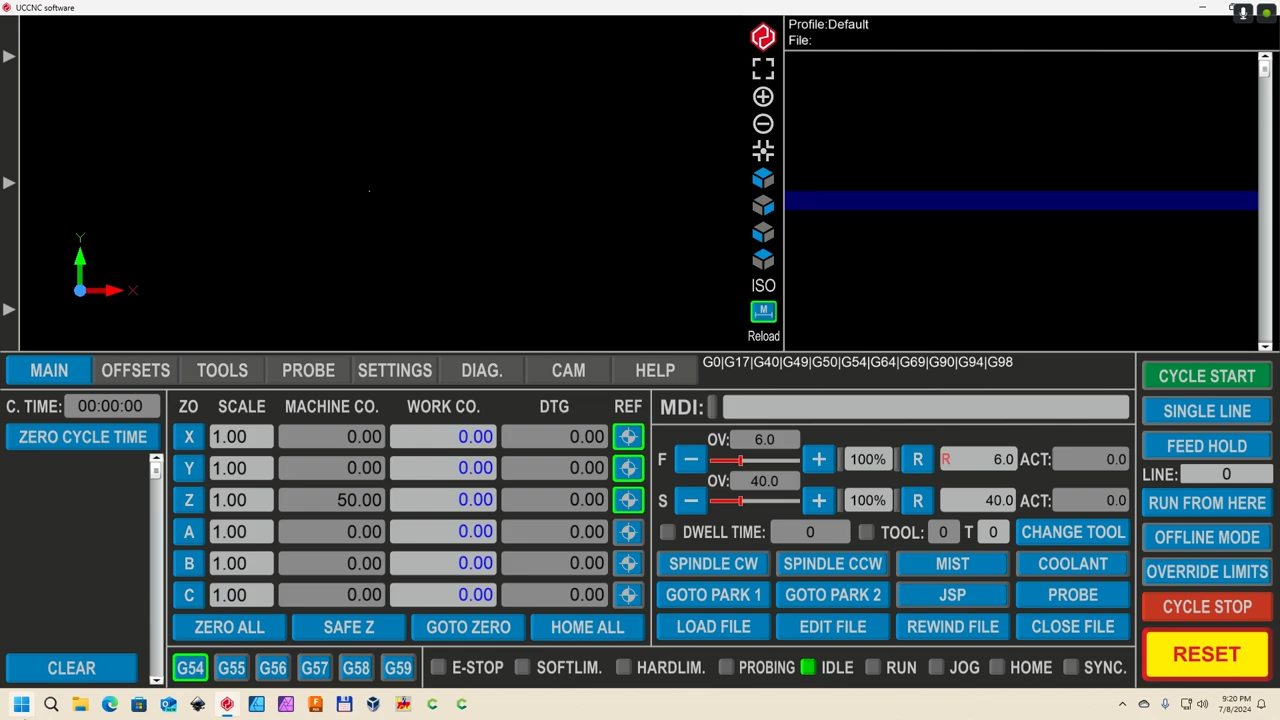 UCCNC software
Profile:Default
File:
Y
X
ISO
M
Reload
MAIN OFFSETS TOOLS PROBE SETTINGS DIAG. CAM HELP
G0|G17|G40|G49|G50|G54|G64|G69|G90|G94|G98
C. TIME: 00:00:00
ZERO CYCLE TIME
CLEAR
ZO SCALE MACHINE CO. WORK CO. DTG REF
X 1.00 0.00 0.00 0.00
Y 1.00 0.00 0.00 0.00
Z 1.00 50.00 0.00 0.00
A 1.00 0.00 0.00 0.00
B 1.00 0.00 0.00 0.00
C 1.00 0.00 0.00 0.00
ZERO ALL SAFE Z GOTO ZERO HOME ALL
MDI:
OV: 6.0
F − + 100% R R 6.0 ACT: 0.0
OV: 40.0
S − + 100% R 40.0 ACT: 0.0
DWELL TIME: 0 TOOL: 0 T 0 CHANGE TOOL
SPINDLE CW SPINDLE CCW MIST COOLANT
GOTO PARK 1 GOTO PARK 2 JSP PROBE
LOAD FILE EDIT FILE REWIND FILE CLOSE FILE
G54 G55 G56 G57 G58 G59 E-STOP SOFTLIM. HARDLIM. PROBING IDLE RUN JOG HOME SYNC.
CYCLE START
SINGLE LINE
FEED HOLD
LINE: 0
RUN FROM HERE
OFFLINE MODE
OVERRIDE LIMITS
CYCLE STOP
RESET
9:20 PM
7/8/2024